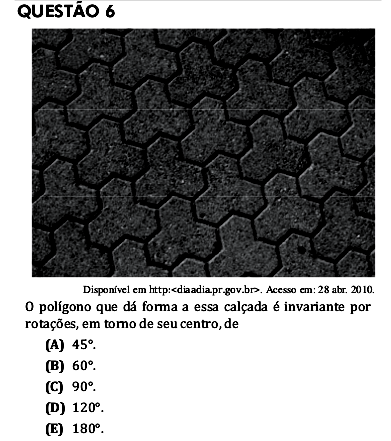 QUESTÃO 6
Disponível em http:<diaadia.pr.gov.br>. Acesso em: 28 abr. 2010.
O polígono que dá forma a essa calçada é invariante por
rotações, em torno de seu centro, de
(A) 45°.
(B) 60°.
(C) 90°.
(D) 120°.
(E) 180°.